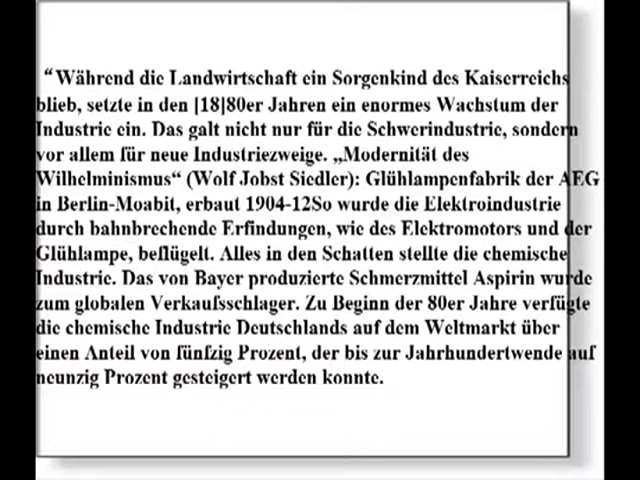 “Während die Landwirtschaft ein Sorgenkind des Kaiserreichs
blieb, setzte in den |18|80er Jahren ein enormes Wachstum der
Industrie ein. Das galt nicht nur für die Schwerindustrie, sondern
vor allem für neue Industriezweige. „Modernität des
Wilhelminismus“ (Wolf Jobst Siedler): Glühlampenfabrik der AEG
in Berlin-Moabit, erbaut 1904-12So wurde die Elektroindustrie
durch bahnbrechende Erfindungen, wie des Elektromotors und der
Glühlampe, beflügelt. Alles in den Schatten stellte die chemische
Industrie. Das von Bayer produzierte Schmerzmittel Aspirin wurde
zum globalen Verkaufsschlager. Zu Beginn der 80er Jahre verfügte
die chemische Industrie Deutschlands auf dem Weltmarkt über
einen Anteil von fünfzig Prozent, der bis zur Jahrhundertwende auf
neunzig Prozent gesteigert werden konnte.